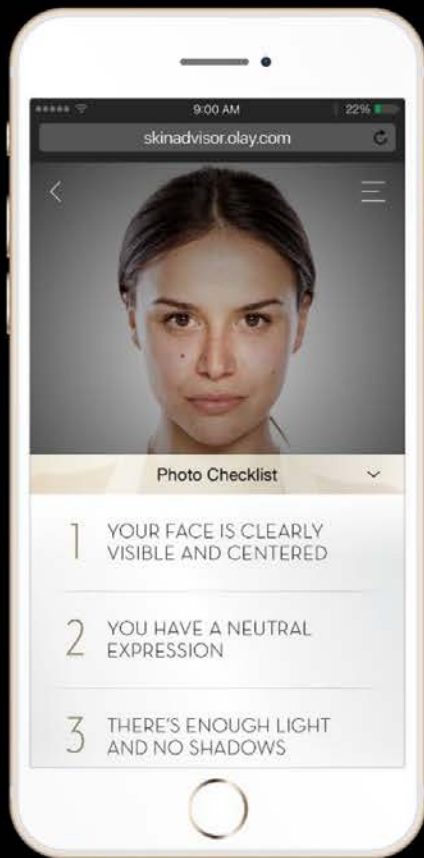 9:00 AM
22%
skinadvisor.olay.com
Photo Checklist
1 YOUR FACE IS CLEARLY
VISIBLE AND CENTERED
2 YOU HAVE A NEUTRAL
EXPRESSION
3 THERE'S ENOUGH LIGHT
AND NO SHADOWS